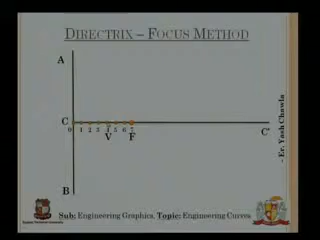 DIRECTRIX – FOCUS METHOD
A
C
0 1 2 3 4 5 6 7
V F
C'
B
- Er. Yash Chawla
Sub: Engineering Graphics, Topic: Engineering Curves